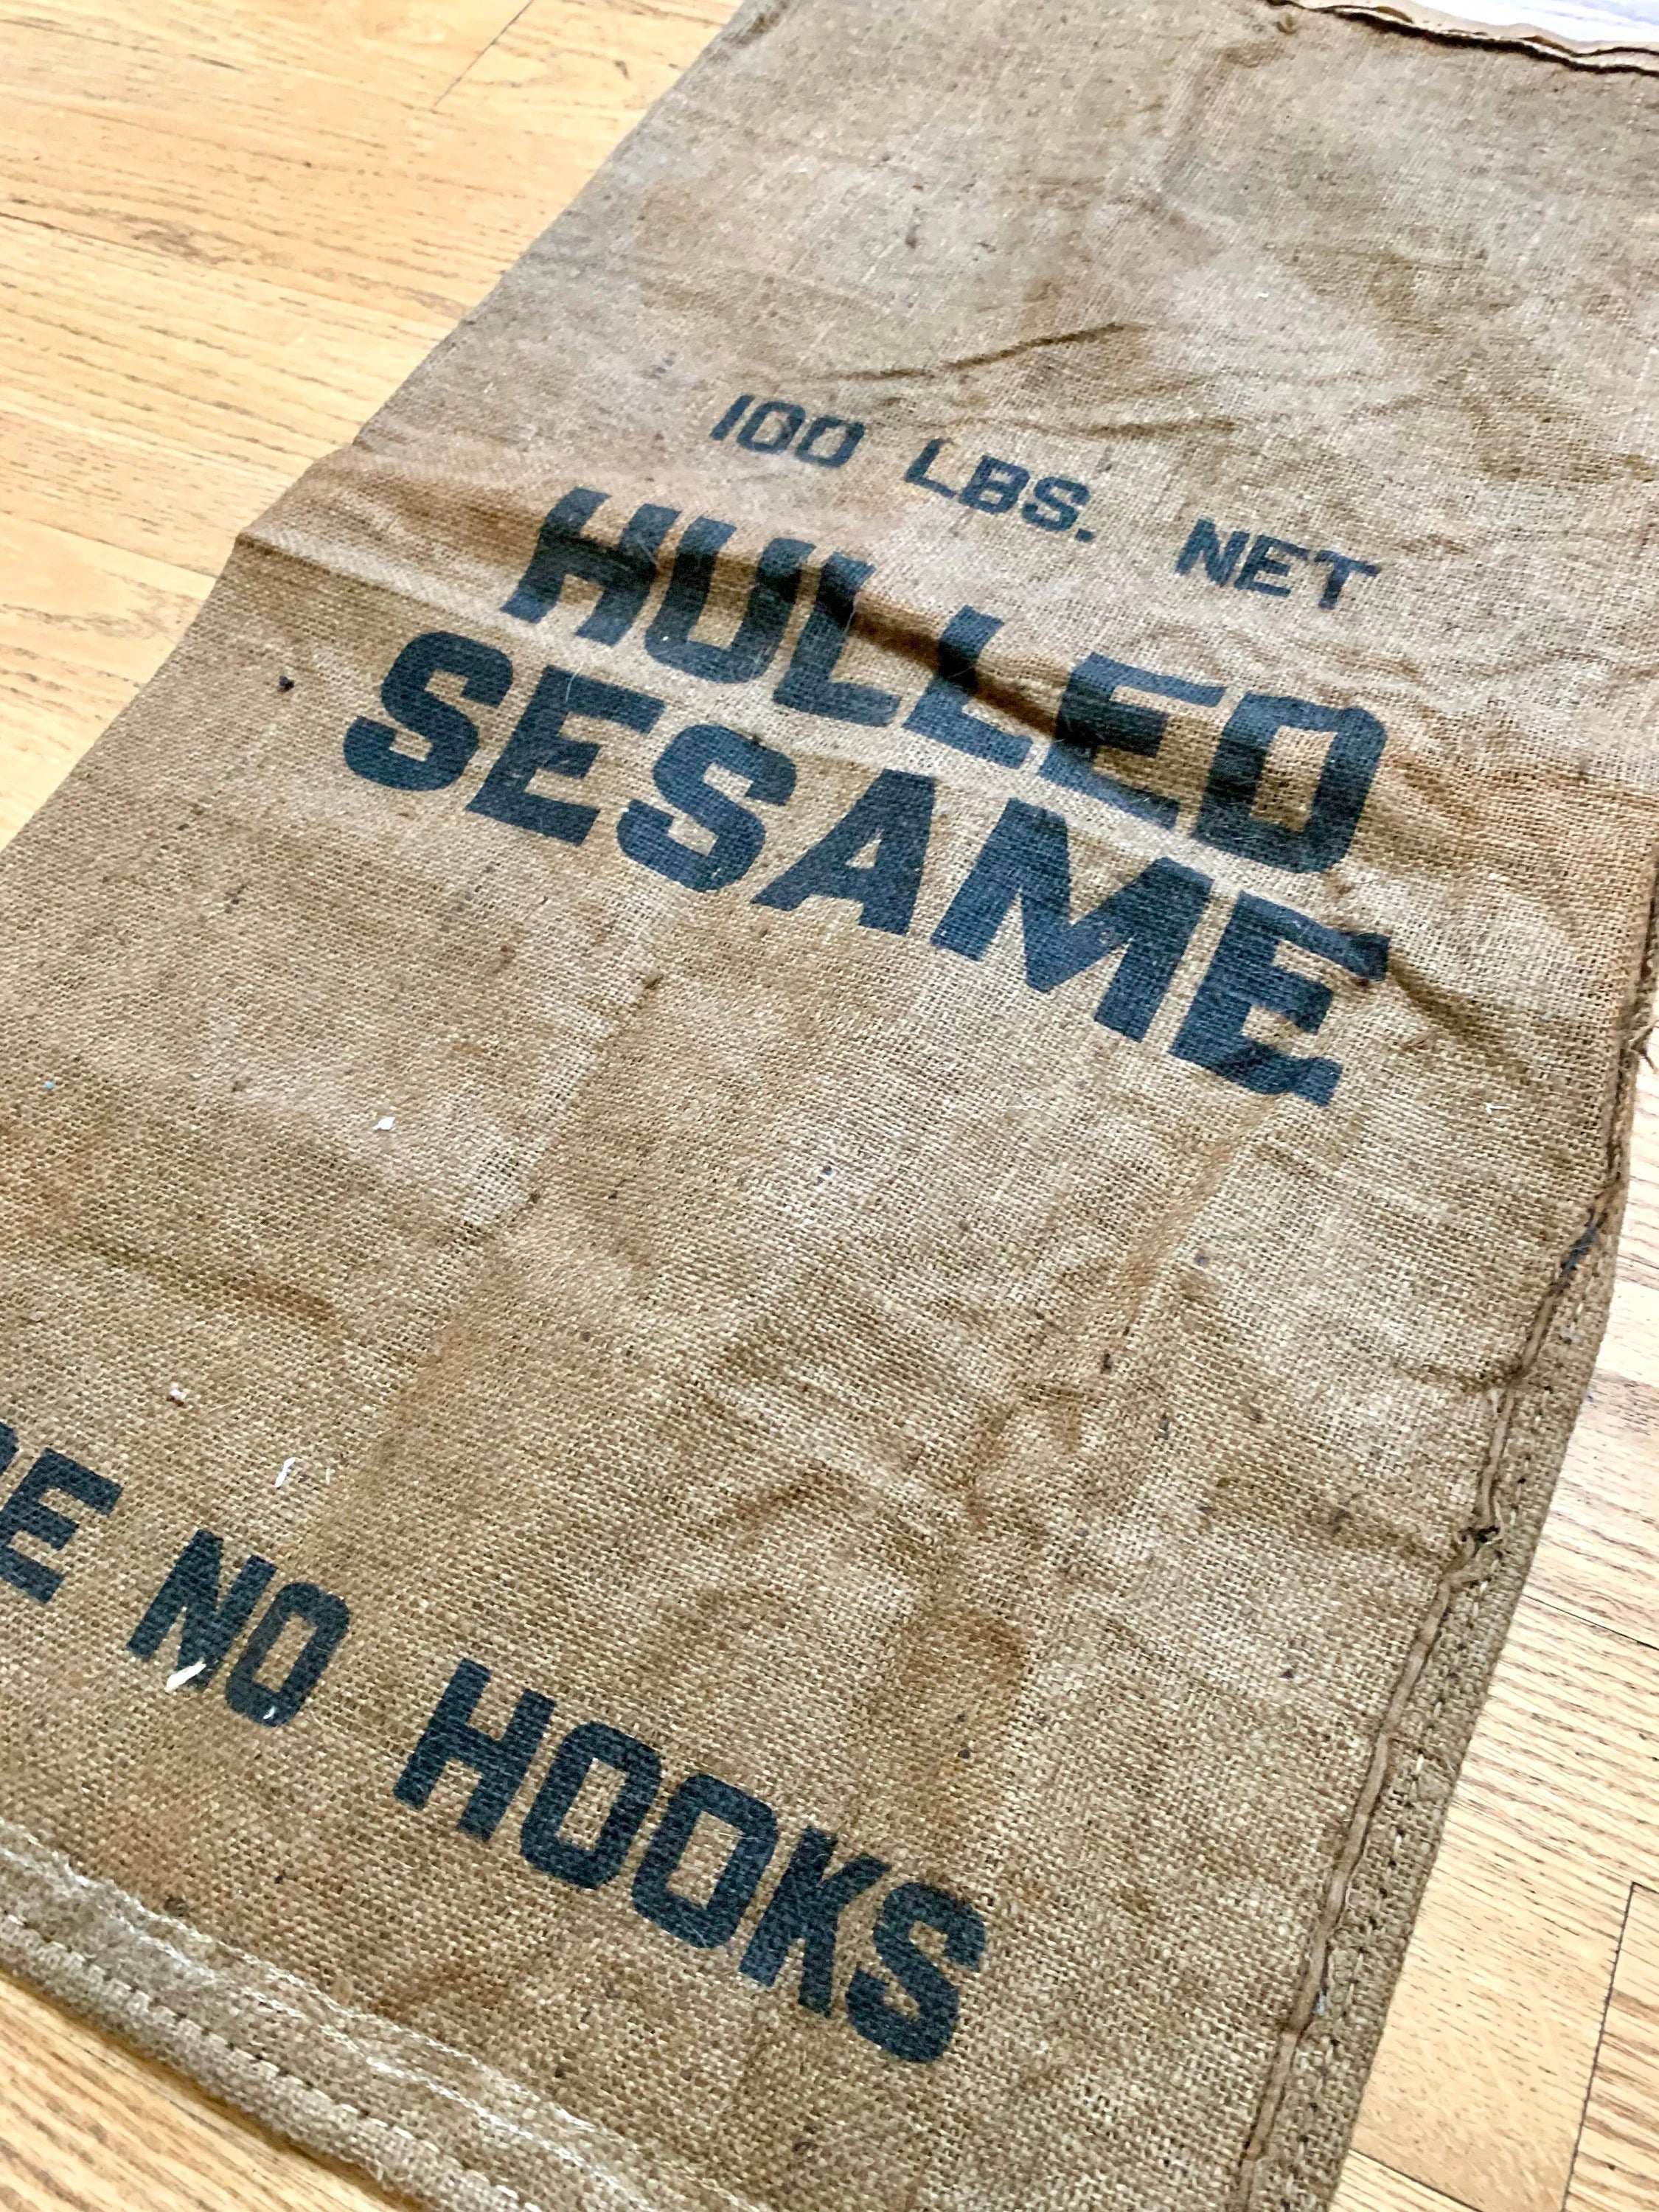 100 LBS. NET
HULLED
SESAME
NO HOOKS